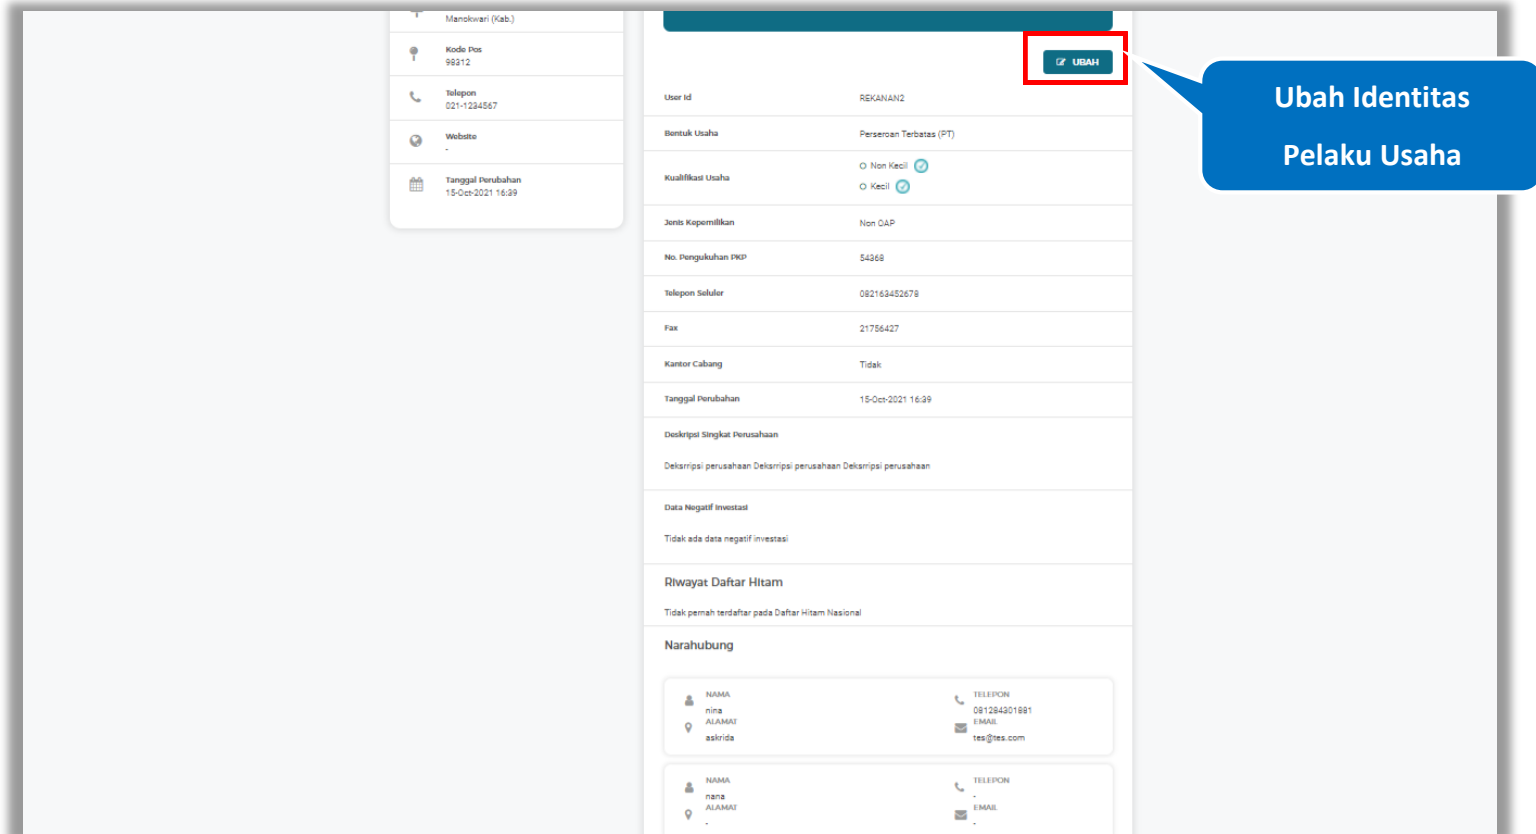 Manokwari (Kab.)
Kode Pos
98312
Telepon
021-1234567
Website
-
Tanggal Perubahan
15-Oct-2021 16:39
UBAH
Ubah Identitas
Pelaku Usaha
User Id REKANAN2
Bentuk Usaha Perseroan Terbatas (PT)
Kualifikasi Usaha
Non Kecil
Kecil
Jenis Kepemilikan Non OAP
No. Pengukuhan PKP 54368
Telepon Seluler 082163452678
Fax 21756427
Kantor Cabang Tidak
Tanggal Perubahan 15-Oct-2021 16:39
Deskripsi Singkat Perusahaan
Deksrripsi perusahaan Deksrripsi perusahaan Deksrripsi perusahaan
Data Negatif Investasi
Tidak ada data negatif investasi
Riwayat Daftar Hitam
Tidak pernah terdaftar pada Daftar Hitam Nasional
Narahubung
NAMA TELEPON
nina 081284301881
ALAMAT EMAIL
askrida tes@tes.com
NAMA TELEPON
nana -
ALAMAT EMAIL
- -